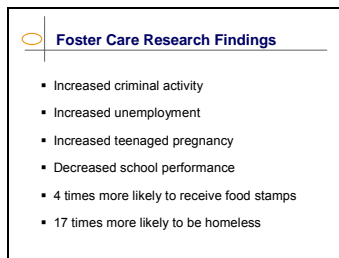 Foster Care Research Findings
▪ Increased criminal activity
▪ Increased unemployment
▪ Increased teenaged pregnancy
▪ Decreased school performance
▪ 4 times more likely to receive food stamps
▪ 17 times more likely to be homeless